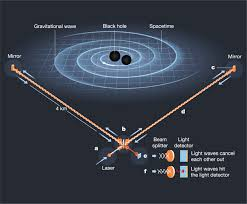 Gravitational wave
Black hole
Spacetime
Mirror
Mirror
c
4 km
d
b
a
Laser
Beam
splitter
Light
detector
e
Light waves cancel
each other out
f
Light waves hit
the light detector